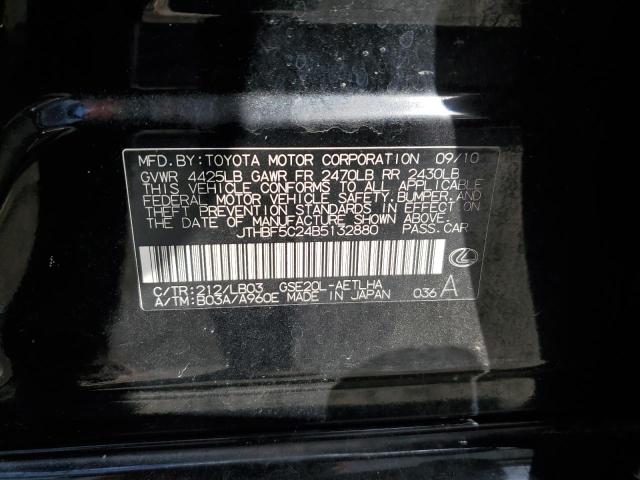 MFD. BY: TOYOTA MOTOR CORPORATION 09/10
GVWR 4425LB GAWR FR 2470LB RR 2430LB
THIS VEHICLE CONFORMS TO ALL APPLICABLE
FEDERAL MOTOR VEHICLE SAFETY, BUMPER, AND
THEFT PREVENTION STANDARDS IN EFFECT ON
THE DATE OF MANUFACTURE SHOWN ABOVE.
JTHBF5C24B5132880 PASS. CAR
C/TR: 212/LB03 GSE20L-AETLHA
A/TM: B03A/A960E MADE IN JAPAN 036 A